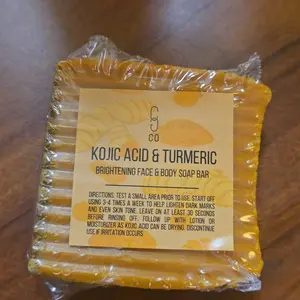 CO
KOJIC ACID & TURMERIC
BRIGHTENING FACE & BODY SOAP BAR
DIRECTIONS: TEST A SMALL AREA PRIOR TO USE. START OFF
USING 3-4 TIMES A WEEK TO HELP LIGHTEN DARK MARKS
AND EVEN SKIN TONE. LEAVE ON AT LEAST 30 SECONDS
BEFORE RINSING OFF. FOLLOW UP WITH LOTION OR
MOISTURIZER AS KOJIC ACID CAN BE DRYING. DISCONTINUE
USE IF IRRITATION OCCURS